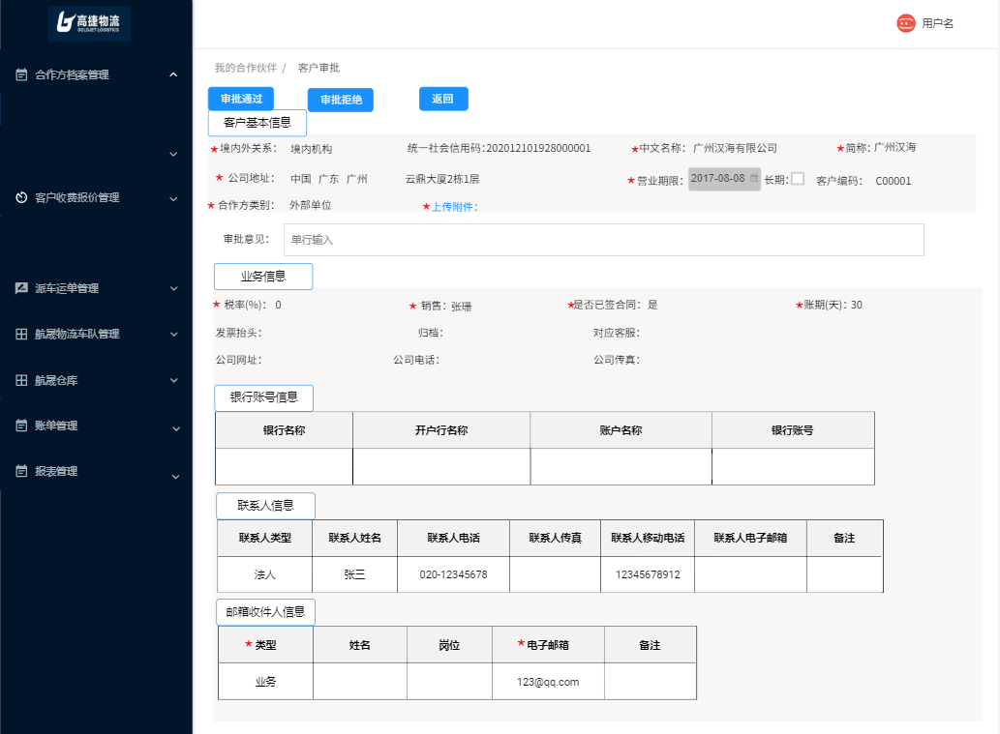 高捷物流
GOLDJET LOGISTICS
用户名
合作方档案管理
客户收费报价管理
派车运单管理
航晟物流车队管理
航晟仓库
账单管理
报表管理
我的合作伙伴 / 客户审批
审批通过 审批拒绝 返回
客户基本信息
★境内外关系： 境内机构 统一社会信用码:202012101928000001 ★中文名称：广州汉海有限公司 ★简称:广州汉海
★ 公司地址： 中国 广东 广州 云鼎大厦2栋1层 ★营业期限: 2017-08-08 长期: 客户编码： C00001
★ 合作方类别： 外部单位 ★上传附件：
审批意见： 单行输入
业务信息
★ 税率(%)： 0 ★ 销售：张珊 ★是否已签合同：是 ★账期(天)：30
发票抬头： 归档： 对应客服：
公司网址： 公司电话： 公司传真：
银行账号信息
银行名称 开户行名称 账户名称 银行账号
联系人信息
联系人类型 联系人姓名 联系人电话 联系人传真 联系人移动电话 联系人电子邮箱 备注
法人 张三 020-12345678 12345678912
邮箱收件人信息
★ 类型 姓名 岗位 ★电子邮箱 备注
业务 123@qq.com